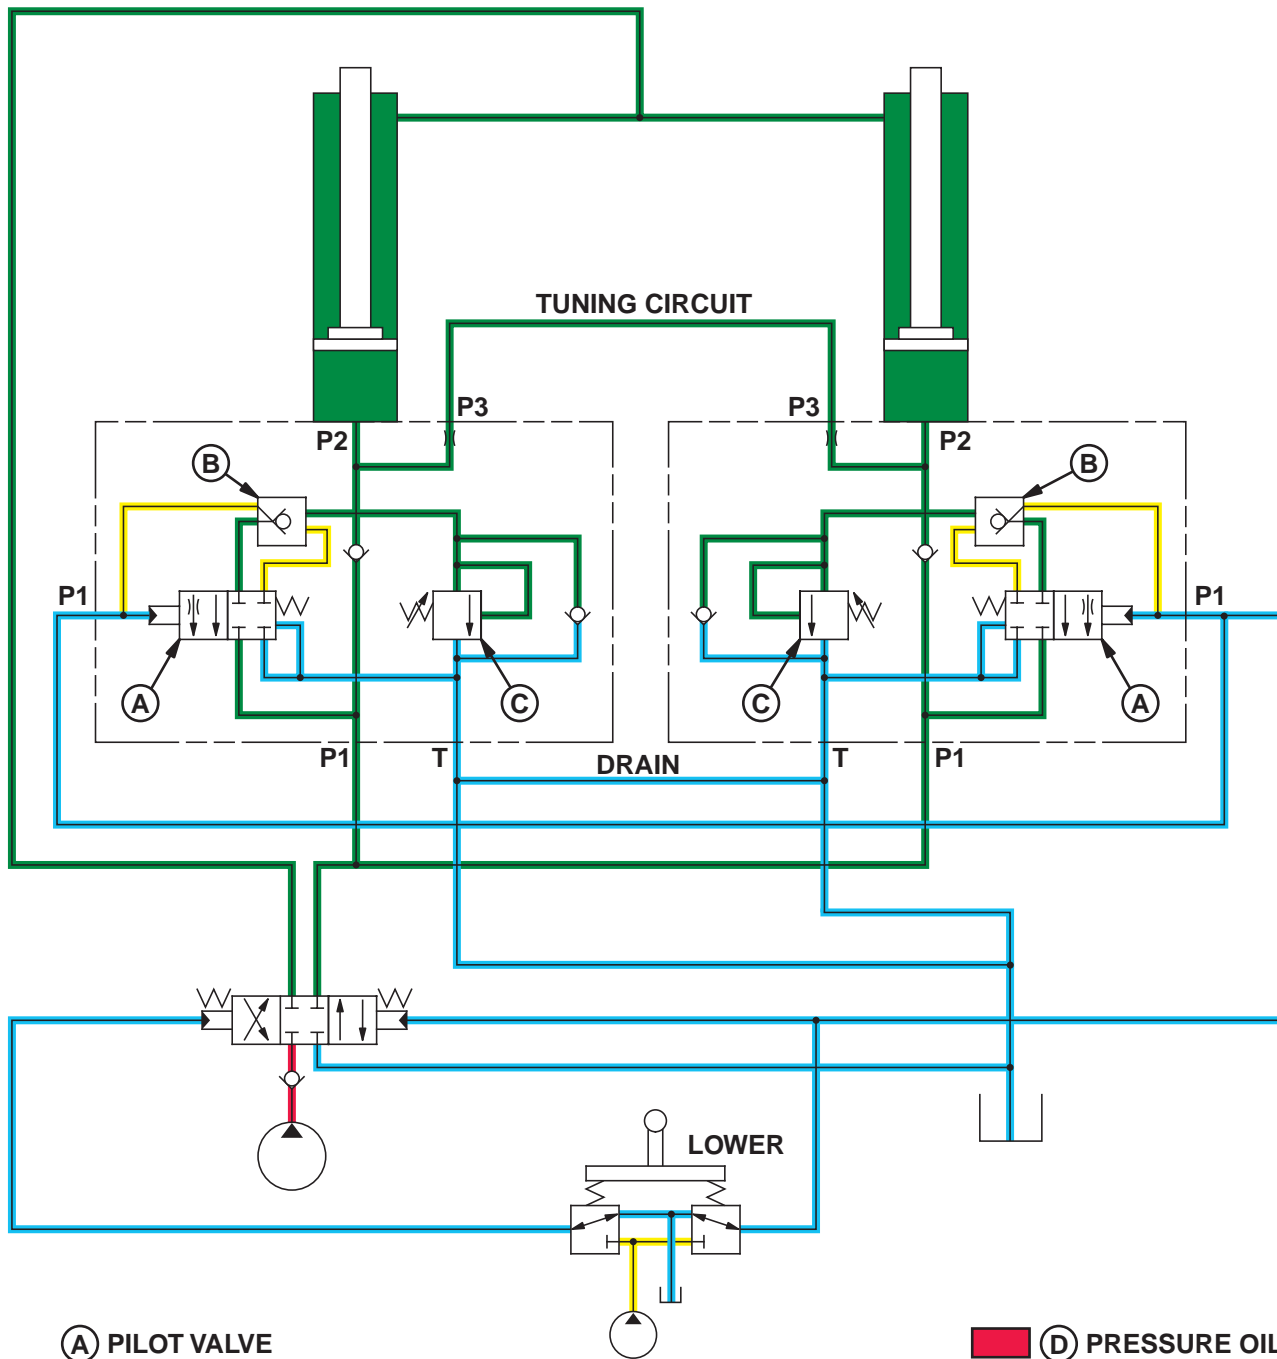 TUNING CIRCUIT
P3
P3
P2
P2
B
B
P1
P1
A
C
C
A
P1
T
DRAIN
T
P1
LOWER
A PILOT VALVE
D PRESSURE OIL